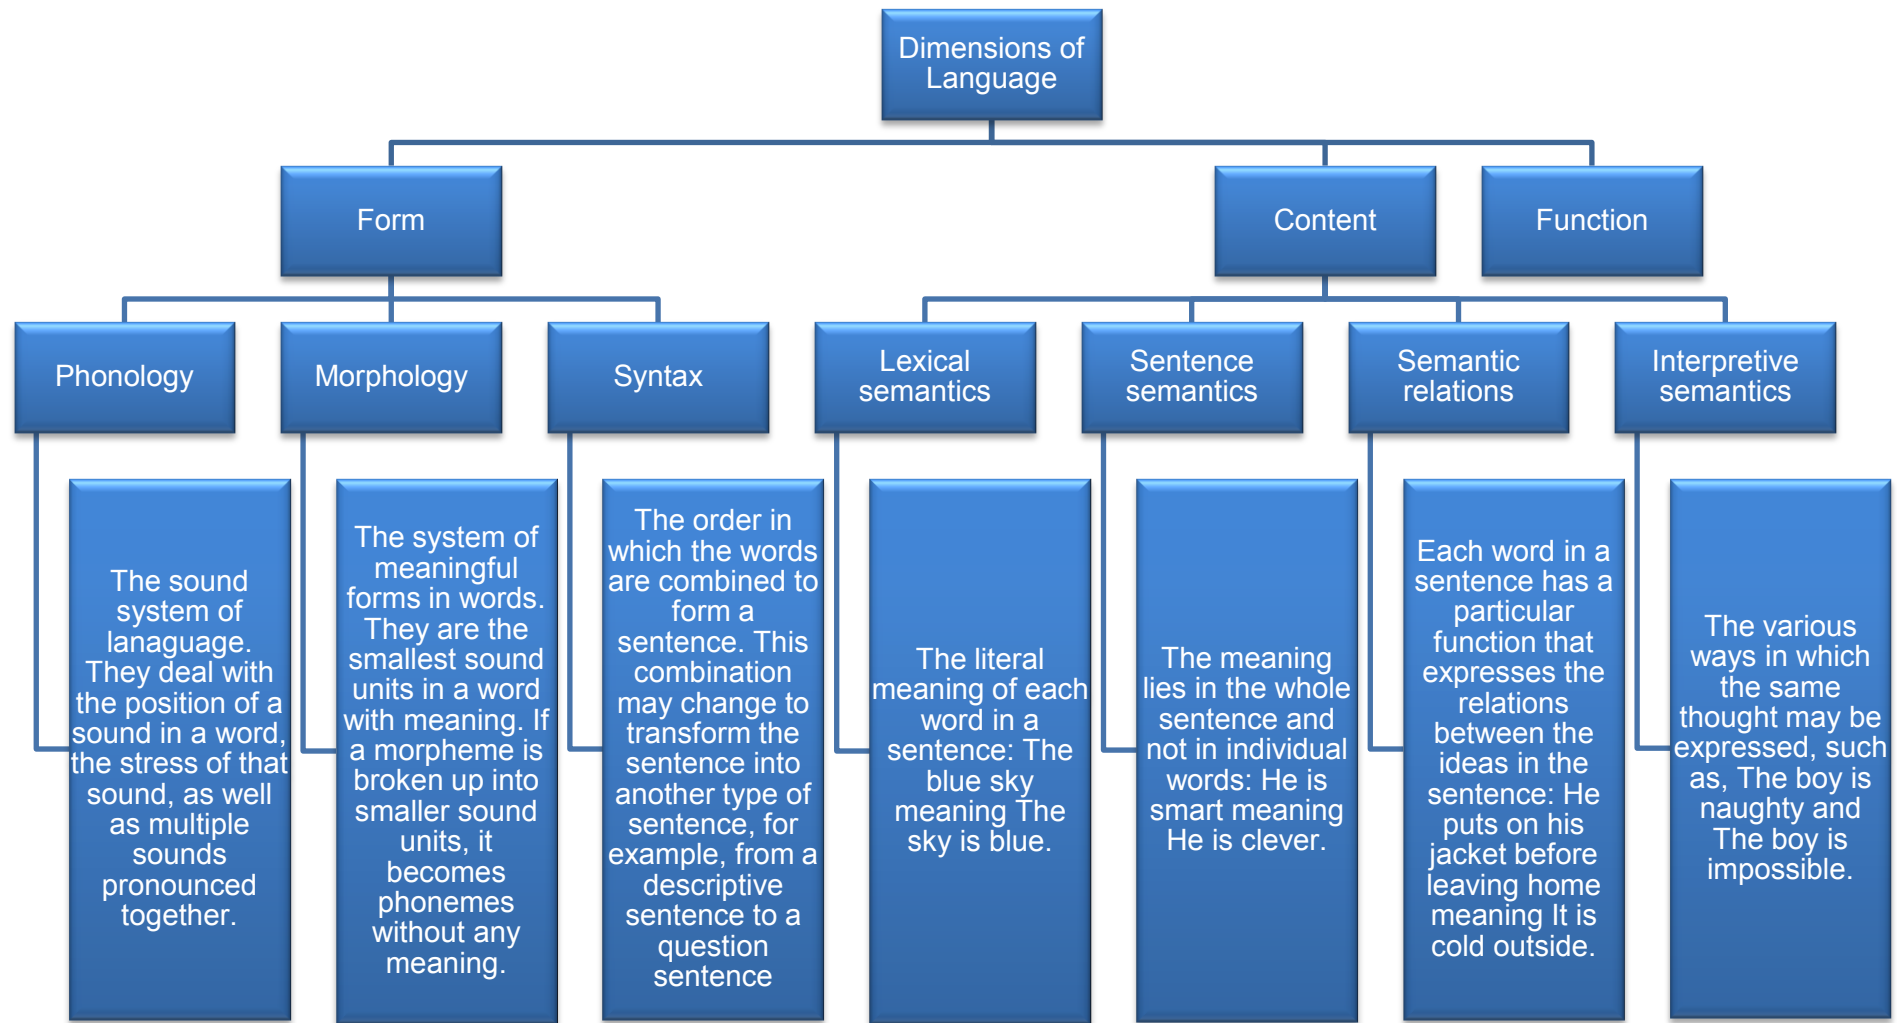 Dimensions of
Language
Form
Content
Function
Phonology
Morphology
Syntax
Lexical
semantics
Sentence
semantics
Semantic
relations
Interpretive
semantics
The sound
system of
lanaguage.
They deal with
the position of a
sound in a word,
the stress of that
sound, as well
as multiple
sounds
pronounced
together.
The system of
meaningful
forms in words.
They are the
smallest sound
units in a word
with meaning. If
a morpheme is
broken up into
smaller sound
units, it
becomes
phonemes
without any
meaning.
The order in
which the words
are combined to
form a
sentence. This
combination
may change to
transform the
sentence into
another type of
sentence, for
example, from a
descriptive
sentence to a
question
sentence
The literal
meaning of each
word in a
sentence: The
blue sky
meaning The
sky is blue.
The meaning
lies in the whole
sentence and
not in individual
words: He is
smart meaning
He is clever.
Each word in a
sentence has a
particular
function that
expresses the
relations
between the
ideas in the
sentence: He
puts on his
jacket before
leaving home
meaning It is
cold outside.
The various
ways in which
the same
thought may be
expressed, such
as, The boy is
naughty and
The boy is
impossible.